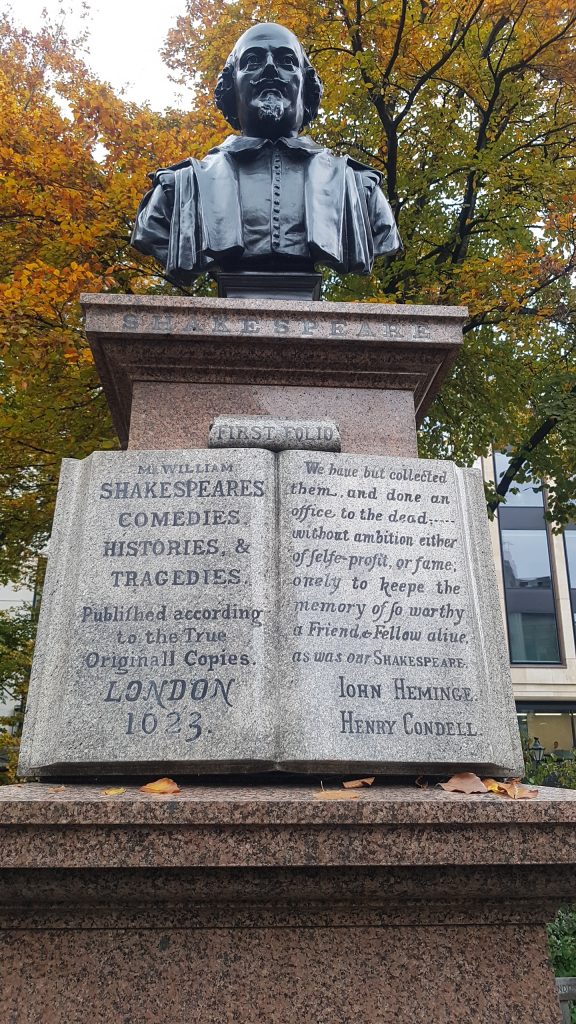 SHAKESPEARE
FIRST FOLIO
Mr. WILLIAM
SHAKESPEARES
COMEDIES,
HISTORIES, &
TRAGEDIES.
Publiſhed according
to the True
Originall Copies.
LONDON
1623.
We haue but collected
them, and done an
office to the dead,....
without ambition either
of ſelfe-profit, or fame;
onely to keepe the
memory of ſo worthy
a Friend & Fellow aliue,
as was our SHAKESPEARE.
IOHN HEMINGE.
HENRY CONDELL.